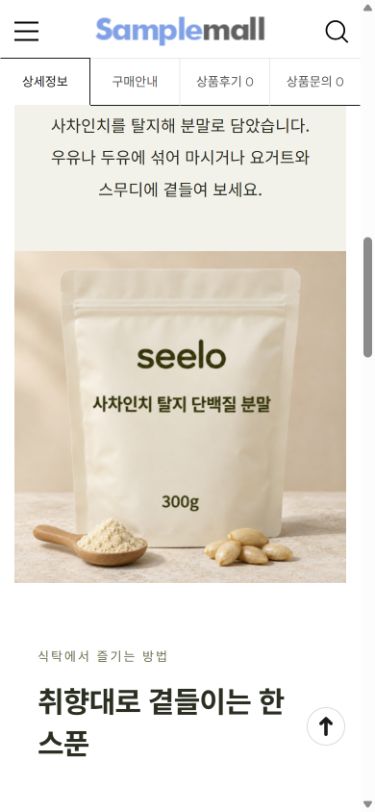 Samplemall
상세정보
구매안내
상품후기 0
상품문의 0
사차인치를 탈지해 분말로 담았습니다.
우유나 두유에 섞어 마시거나 요거트와
스무디에 곁들여 보세요.
seelo
사차인치 탈지 단백질 분말
300g
식탁에서 즐기는 방법
취향대로 곁들이는 한
스푼